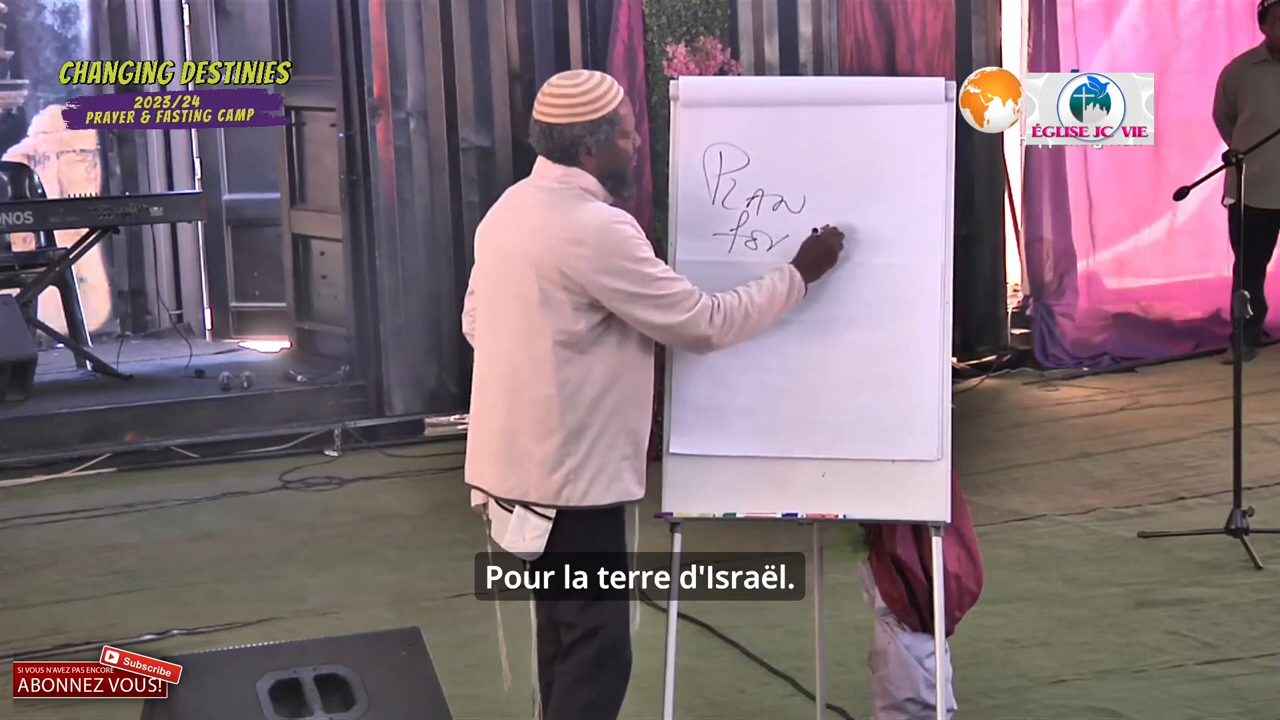 CHANGING DESTINIES
2023/24
PRAYER & FASTING CAMP
ÉGLISE JC VIE
PLAN
for
Pour la terre d'Israël.
SI VOUS N'AVEZ PAS ENCORE
Subscribe
ABONNEZ VOUS!